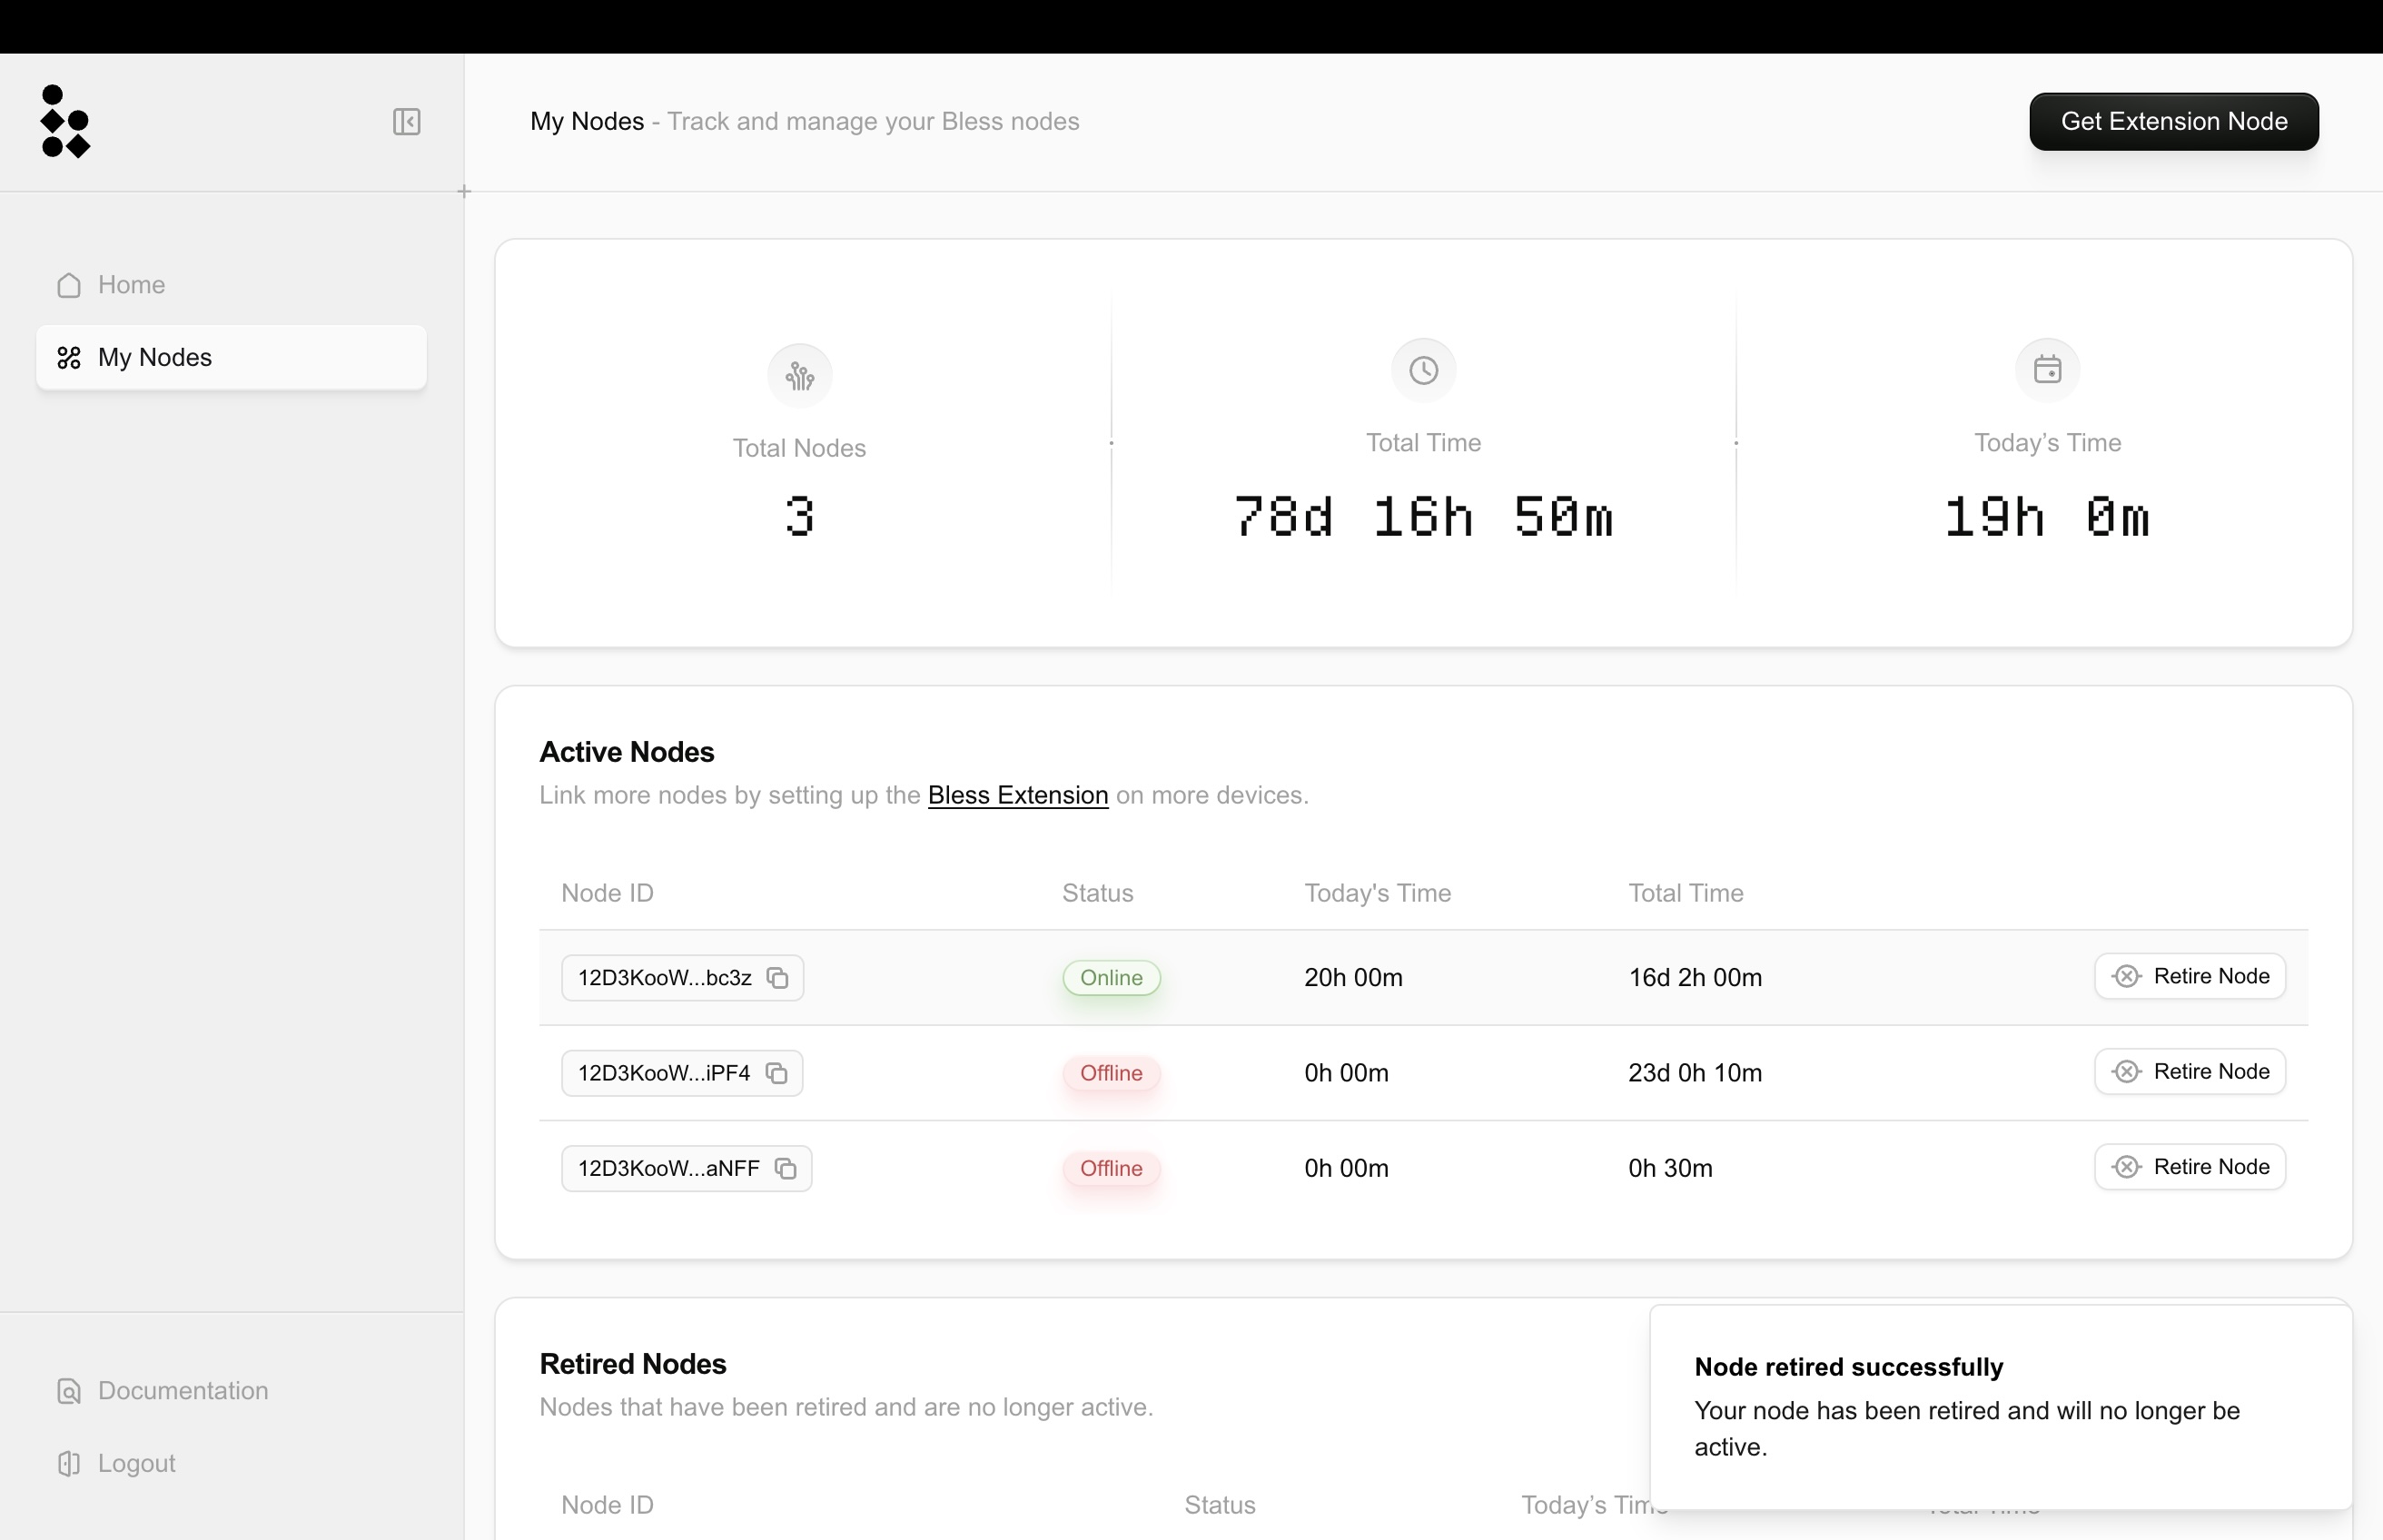 My Nodes - Track and manage your Bless nodes
Get Extension Node
Home
My Nodes
Total Nodes
3
Total Time
78d 16h 50m
Today’s Time
19h 0m
Active Nodes
Link more nodes by setting up the Bless Extension on more devices.
Node ID Status Today's Time Total Time
12D3KooW...bc3z Online 20h 00m 16d 2h 00m Retire Node
12D3KooW...iPF4 Offline 0h 00m 23d 0h 10m Retire Node
12D3KooW...aNFF Offline 0h 00m 0h 30m Retire Node
Retired Nodes
Nodes that have been retired and are no longer active.
Node ID Status Today’s Time
Node retired successfully
Your node has been retired and will no longer be
active.
Documentation
Logout